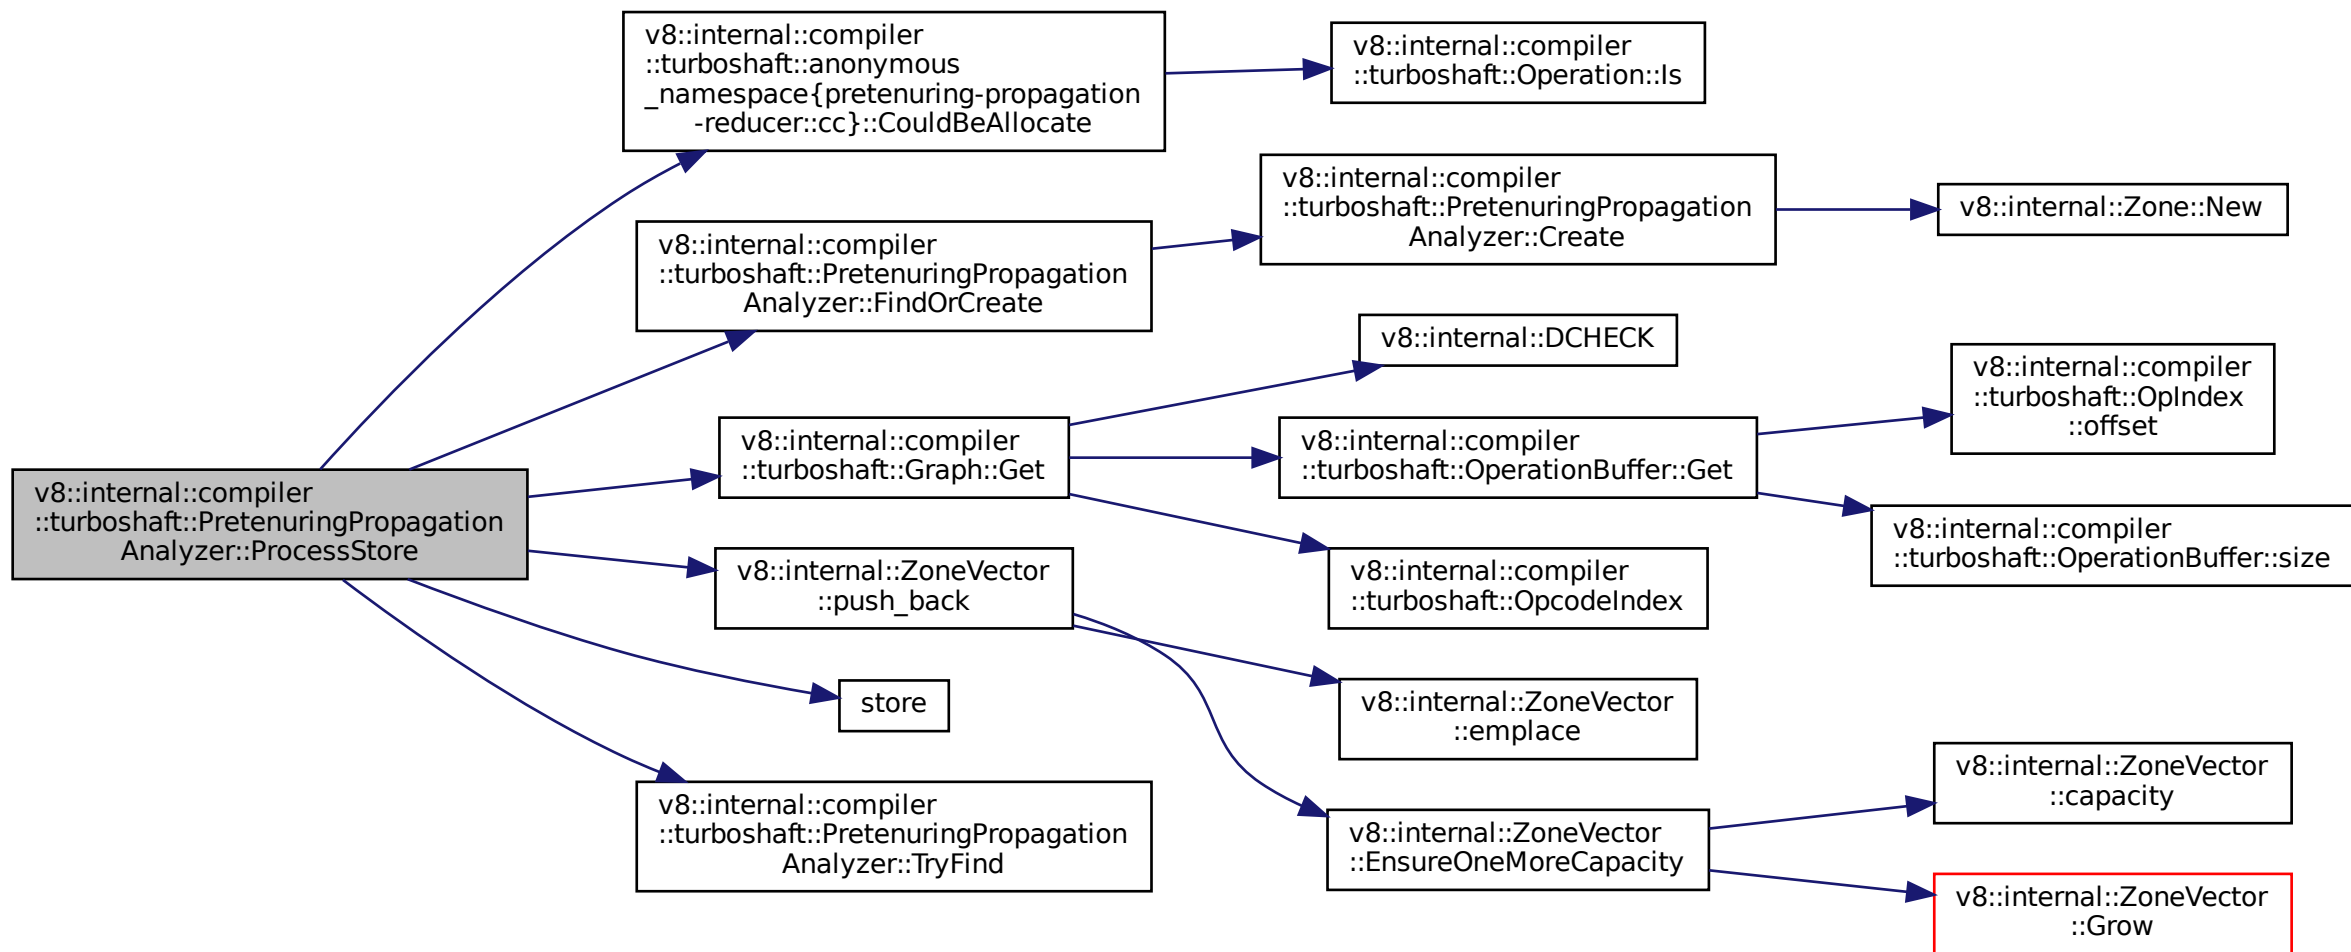 v8::internal::compiler
::turboshaft::PretenuringPropagation
Analyzer::ProcessStore
v8::internal::compiler
::turboshaft::anonymous
_namespace{pretenuring-propagation
-reducer::cc}::CouldBeAllocate
v8::internal::compiler
::turboshaft::Operation::Is
v8::internal::compiler
::turboshaft::PretenuringPropagation
Analyzer::FindOrCreate
v8::internal::compiler
::turboshaft::PretenuringPropagation
Analyzer::Create
v8::internal::Zone::New
v8::internal::compiler
::turboshaft::Graph::Get
v8::internal::DCHECK
v8::internal::compiler
::turboshaft::OperationBuffer::Get
v8::internal::compiler
::turboshaft::OpIndex
::offset
v8::internal::compiler
::turboshaft::OperationBuffer::size
v8::internal::compiler
::turboshaft::OpcodeIndex
v8::internal::ZoneVector
::push_back
v8::internal::ZoneVector
::emplace
v8::internal::ZoneVector
::EnsureOneMoreCapacity
v8::internal::ZoneVector
::capacity
v8::internal::ZoneVector
::Grow
store
v8::internal::compiler
::turboshaft::PretenuringPropagation
Analyzer::TryFind